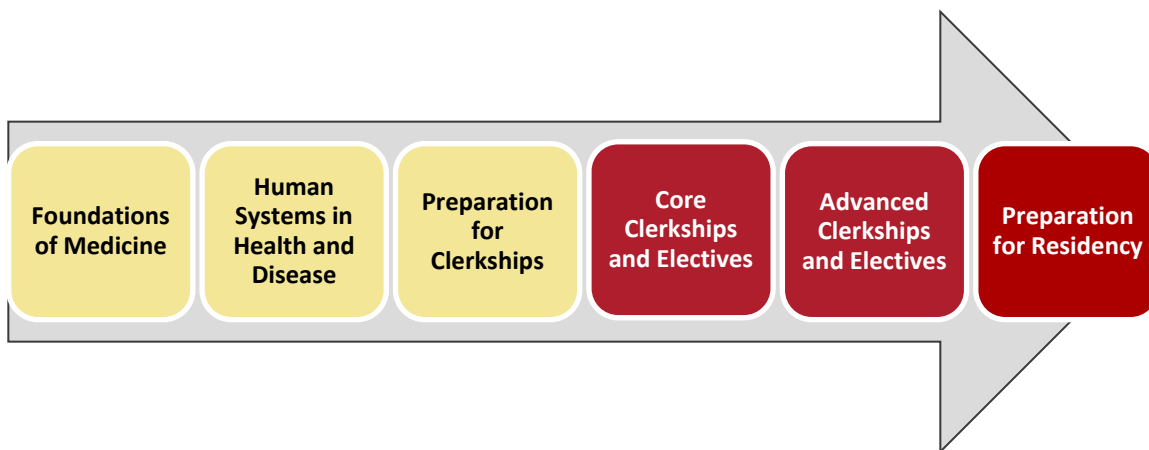 Foundations
of Medicine
Human
Systems in
Health and
Disease
Preparation
for
Clerkships
Core
Clerkships
and Electives
Advanced
Clerkships
and Electives
Preparation
for Residency